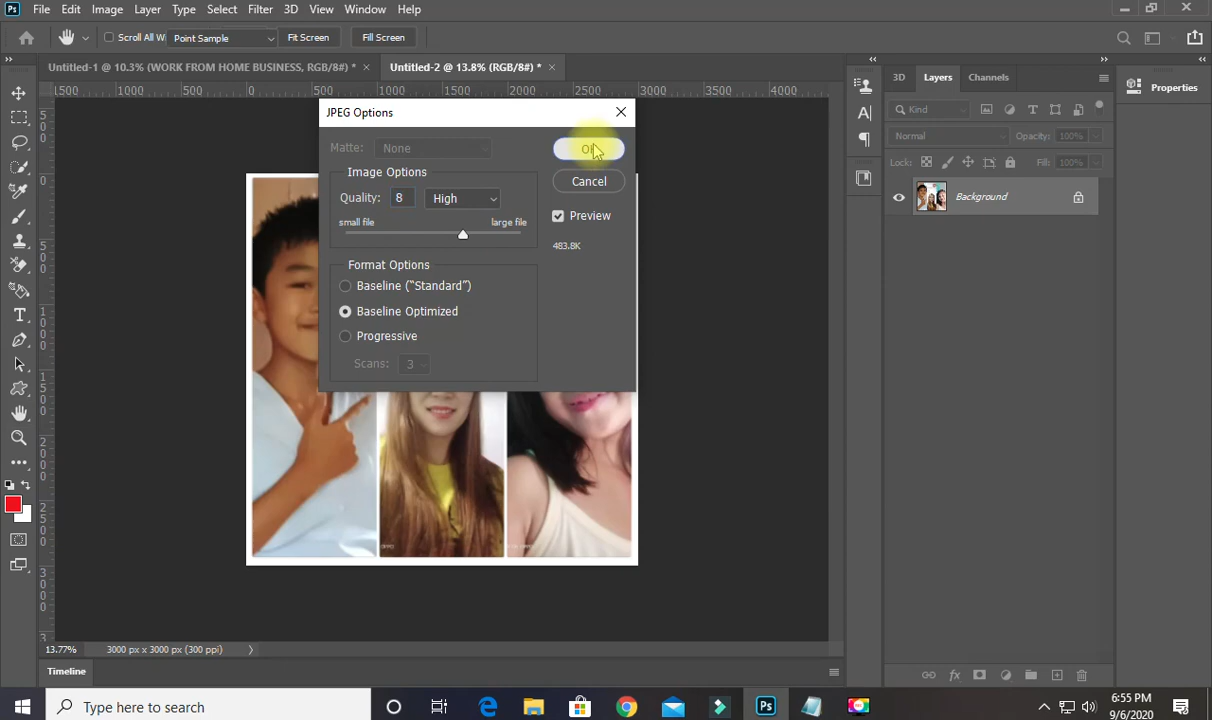 Ps File Edit Image Layer Type Select Filter 3D View Window Help
Scroll All W Point Sample Fit Screen Fill Screen
Untitled-1 @ 10.3% (WORK FROM HOME BUSINESS, RGB/8#) * × Untitled-2 @ 13.8% (RGB/8#) * ×
1500 1000 500 0 500 1000 1500 2000 2500 3000 3500 4000
JPEG Options
Matte: None
Image Options
Quality: 8 High
small file large file
Format Options
Baseline (“Standard”)
Baseline Optimized
Progressive
Scans: 3
OK
Cancel
Preview
483.8K
3D Layers Channels
Properties
Kind
Normal Opacity: 100%
Lock: Fill: 100%
Background
13.77% 3000 px x 3000 px (300 ppi)
Timeline
Type here to search
Ps
6:55 PM
9/6/2020